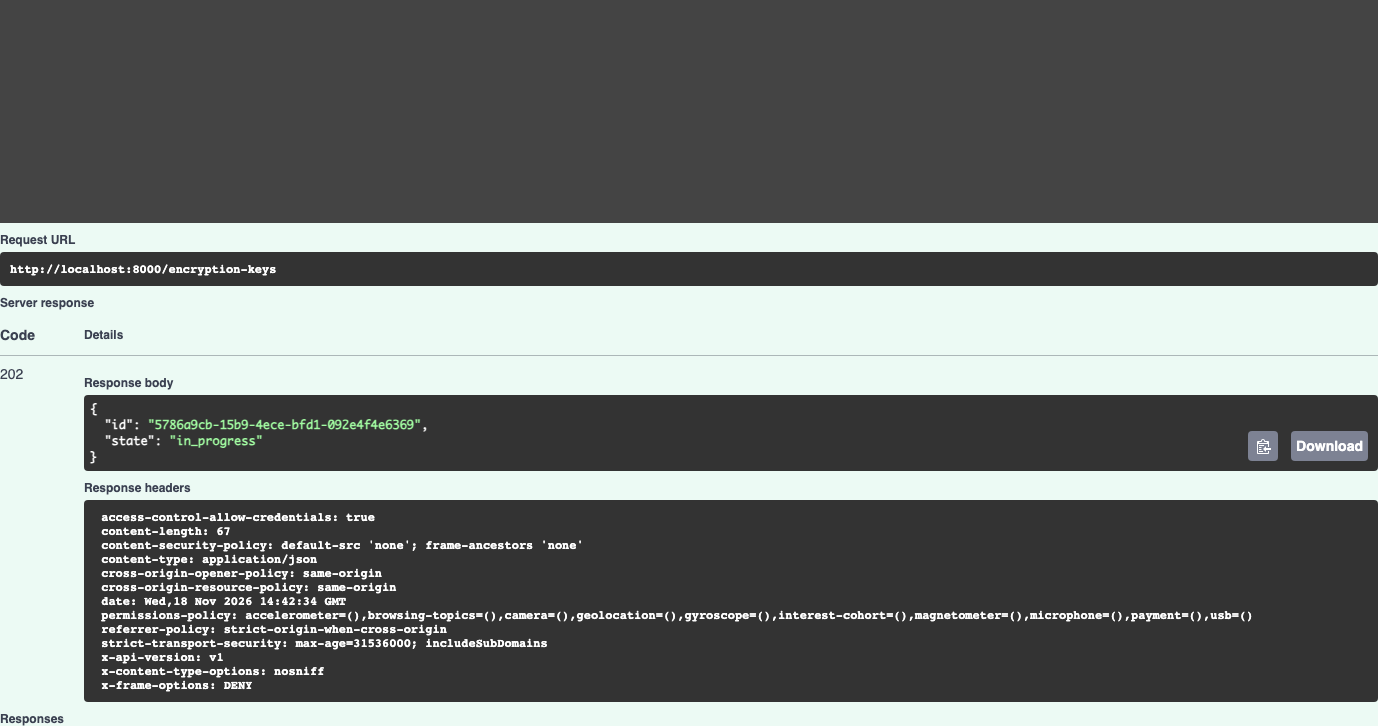 Request URL
http://localhost:8000/encryption-keys
Server response
Code Details
202
Response body
{
"id": "5786a9cb-15b9-4ece-bfd1-092e4f4e6369",
"state": "in_progress"
}
Download
Response headers
access-control-allow-credentials: true
content-length: 67
content-security-policy: default-src 'none'; frame-ancestors 'none'
content-type: application/json
cross-origin-opener-policy: same-origin
cross-origin-resource-policy: same-origin
date: Wed,18 Nov 2026 14:42:34 GMT
permissions-policy: accelerometer=(),browsing-topics=(),camera=(),geolocation=(),gyroscope=(),interest-cohort=(),magnetometer=(),microphone=(),payment=(),usb=()
referrer-policy: strict-origin-when-cross-origin
strict-transport-security: max-age=31536000; includeSubDomains
x-api-version: v1
x-content-type-options: nosniff
x-frame-options: DENY
Responses